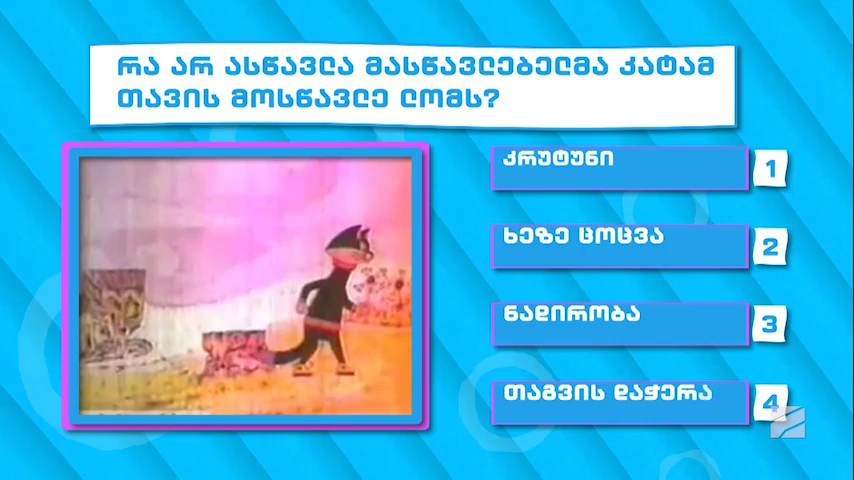 რა არ ასწავლა მასწავლებელმა კატამ
თავის მოსწავლე ლომს?
კრუტუნი
1
ხეზე ცოცვა
2
ნადირობა
3
თაგვის დაჭერა
4